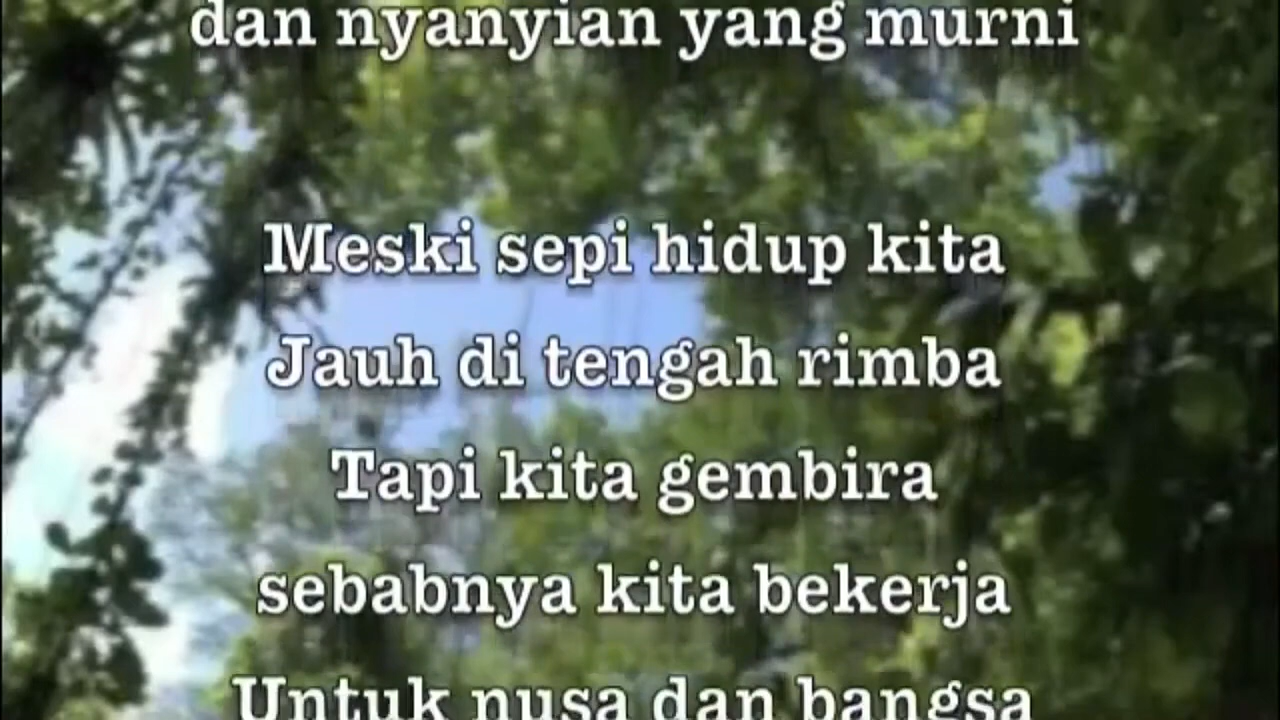 dan nyanyian yang murni
Meski sepi hidup kita
Jauh di tengah rimba
Tapi kita gembira
sebabnya kita bekerja
Untuk nusa dan bangsa